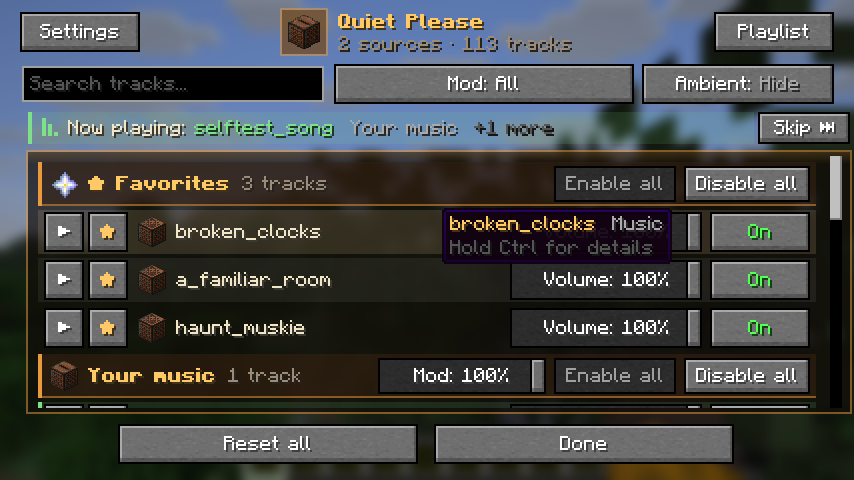 Settings
Quiet Please
2 sources · 113 tracks
Playlist
Search tracks...
Mod: All
Ambient: Hide
Now playing: selftest_song Your music +1 more
Skip ⏭
Favorites 3 tracks
Enable all
Disable all
broken_clocks
broken_clocks Music
Hold Ctrl for details
On
a_familiar_room
Volume: 100%
On
haunt_muskie
Volume: 100%
On
Your music 1 track
Mod: 100%
Enable all
Disable all
Reset all
Done